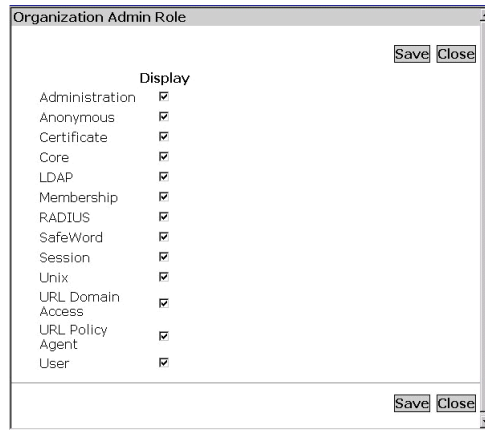 Organization Admin Role
Save Close
Display
Administration
Anonymous
Certificate
Core
LDAP
Membership
RADIUS
SafeWord
Session
Unix
URL Domain
Access
URL Policy
Agent
User
Save Close